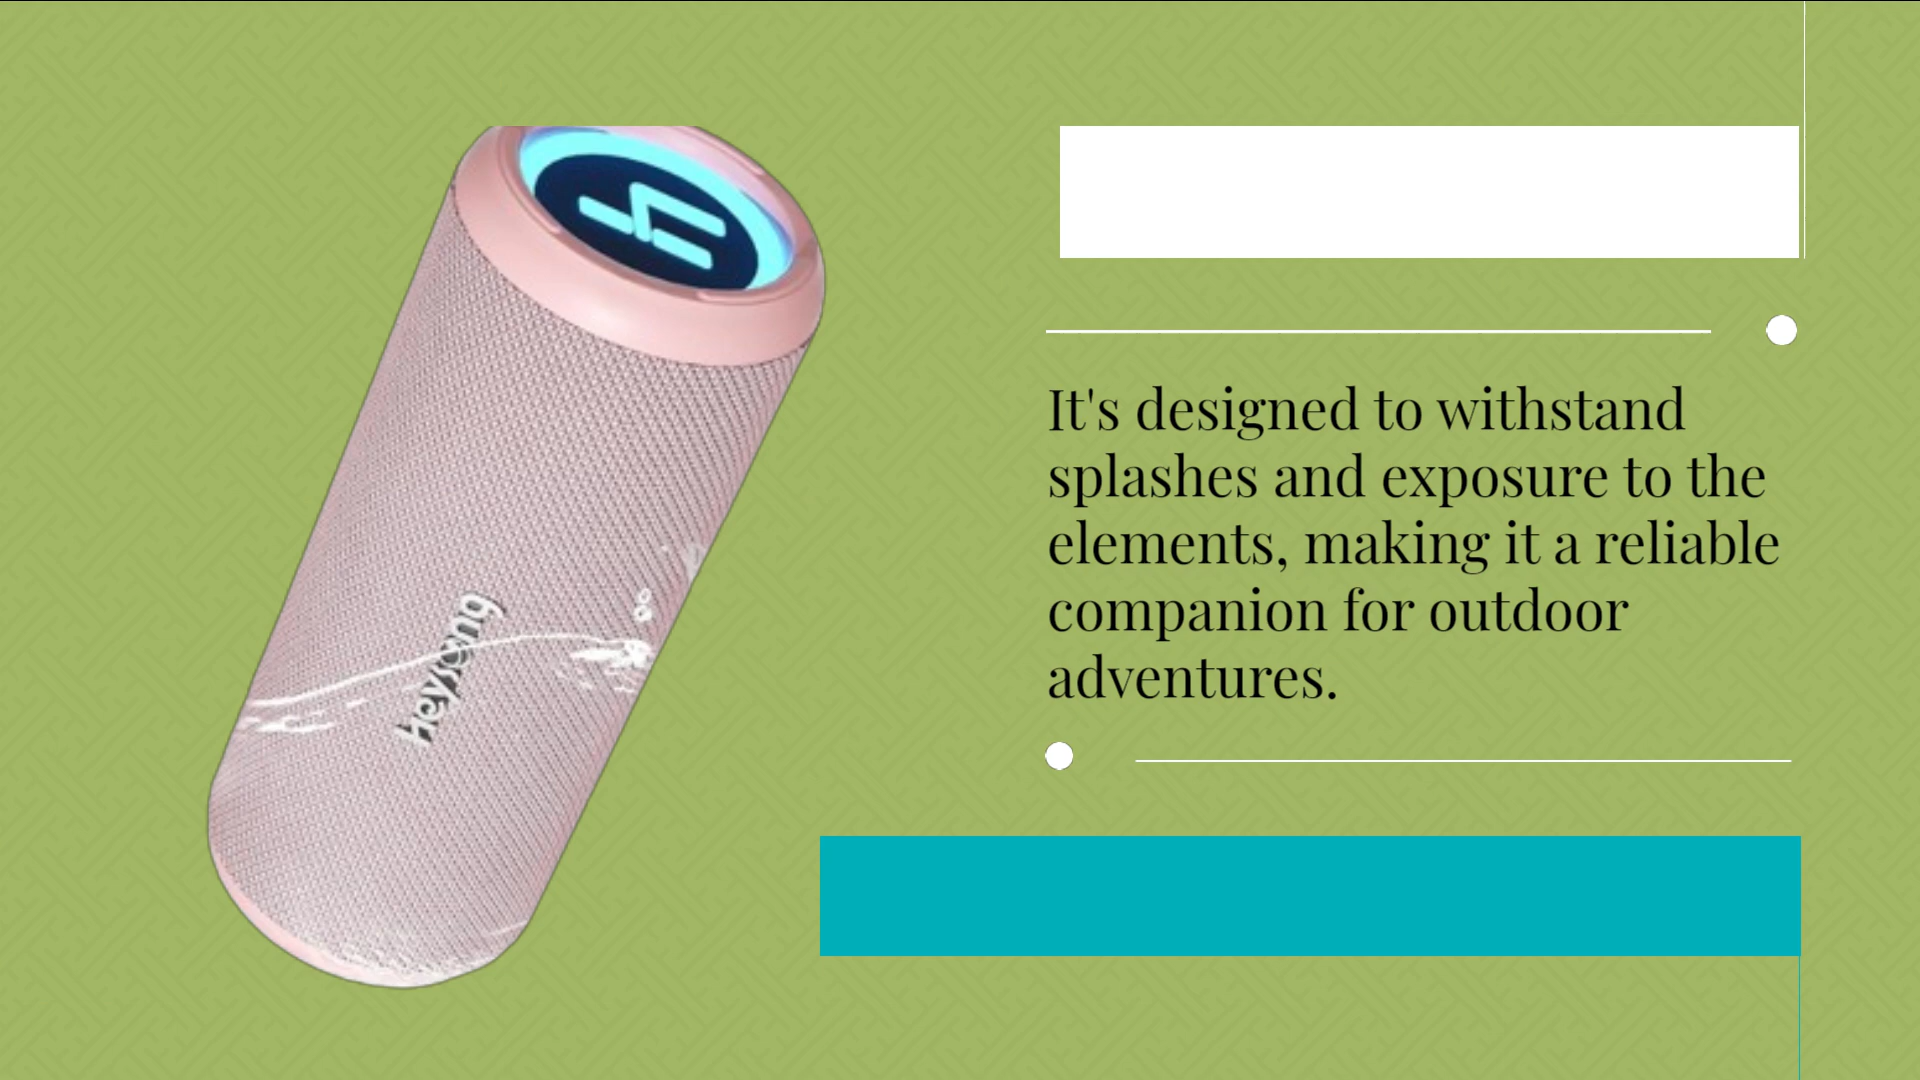 heysong
It's designed to withstand
splashes and exposure to the
elements, making it a reliable
companion for outdoor
adventures.